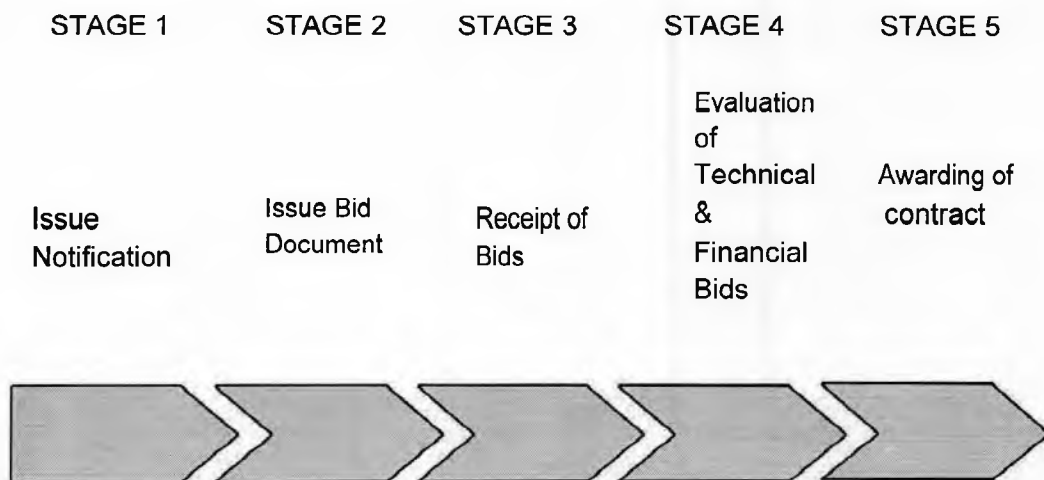 STAGE 1 STAGE 2 STAGE 3 STAGE 4 STAGE 5
Issue
Notification
Issue Bid
Document
Receipt of
Bids
Evaluation
of
Technical
&
Financial
Bids
Awarding of
contract